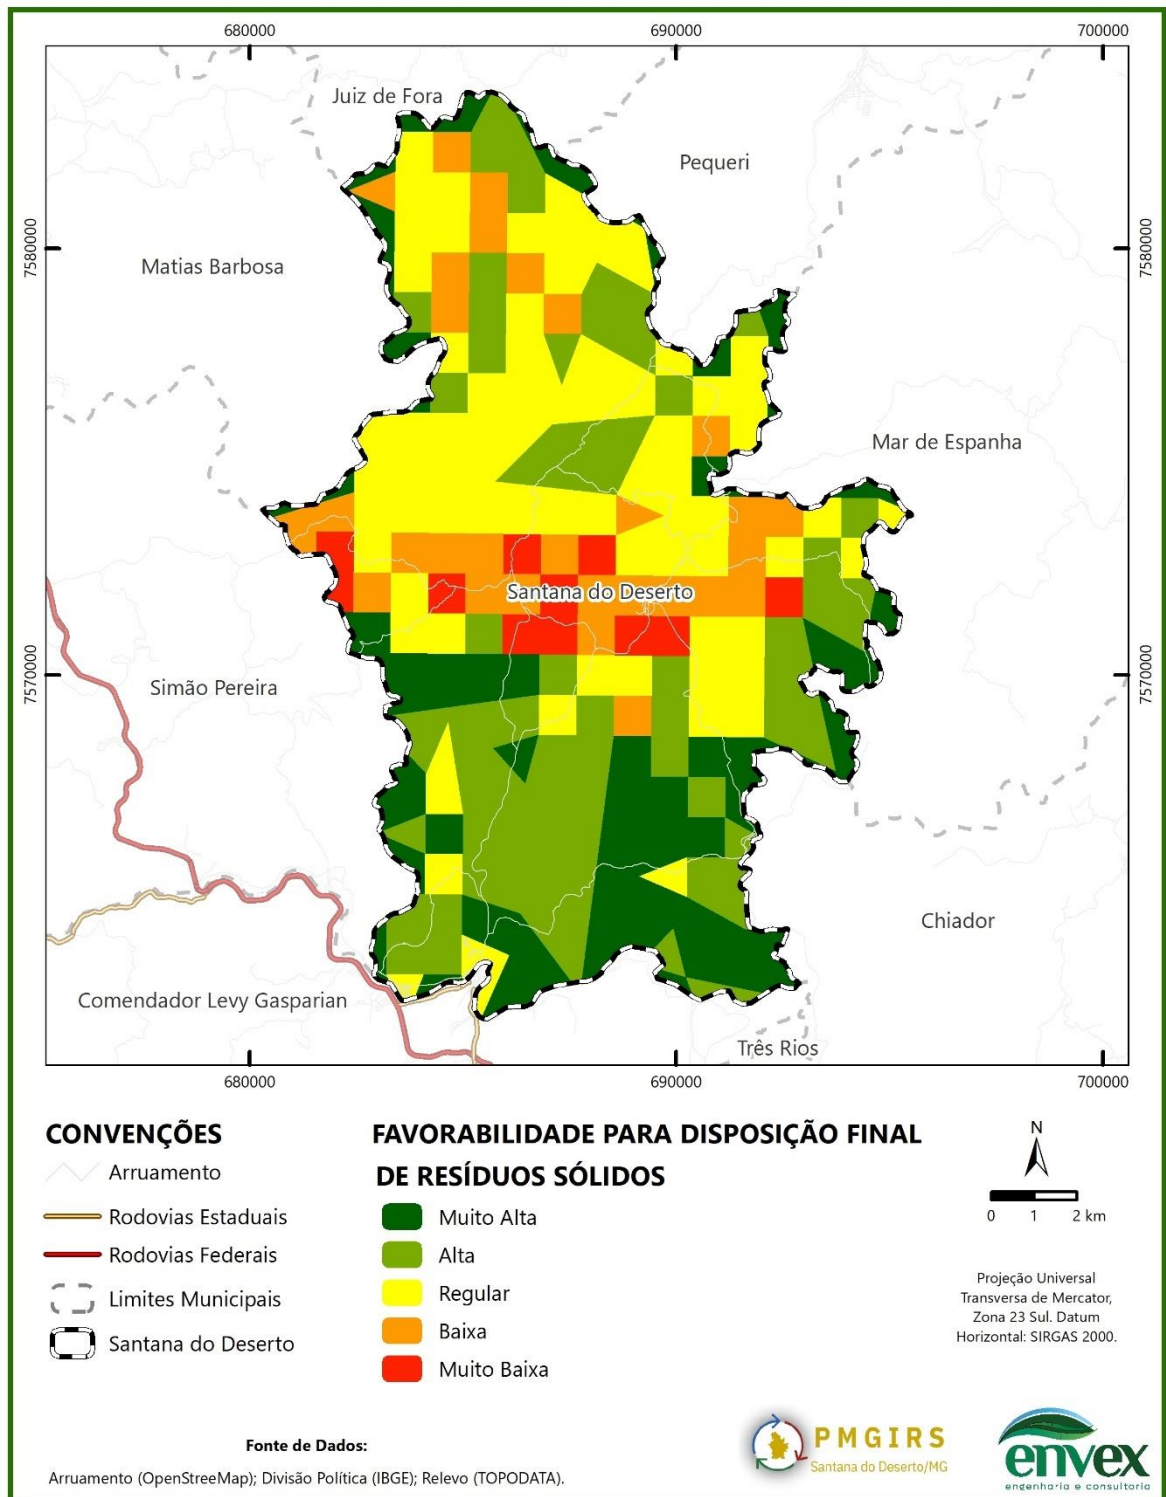 680000
690000
700000
Juiz de Fora
Pequeri
7580000
7580000
Matias Barbosa
Mar de Espanha
Santana do Deserto
7570000
7570000
Simão Pereira
Chiador
Comendador Levy Gasparian
Três Rios
680000
690000
700000
CONVENÇÕES
Arruamento
Rodovias Estaduais
Rodovias Federais
Limites Municipais
Santana do Deserto
FAVORABILIDADE PARA DISPOSIÇÃO FINAL
DE RESÍDUOS SÓLIDOS
Muito Alta
Alta
Regular
Baixa
Muito Baixa
N
0 1 2 km
Projeção Universal
Transversa de Mercator,
Zona 23 Sul. Datum
Horizontal: SIRGAS 2000.
Fonte de Dados:
Arruamento (OpenStreeMap); Divisão Política (IBGE); Relevo (TOPODATA).
PMGIRS
Santana do Deserto/MG
envex
engenharia e consultoria